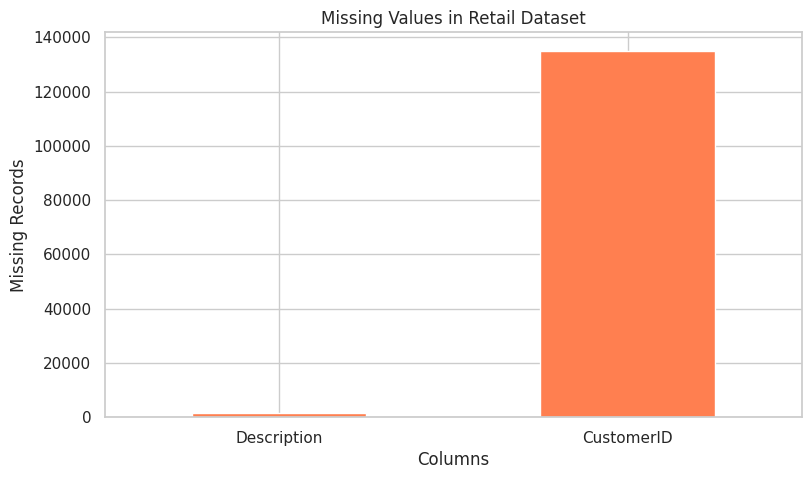 Missing Values in Retail Dataset
140000
120000
100000
80000
60000
40000
20000
0
Missing Records
Description CustomerID
Columns